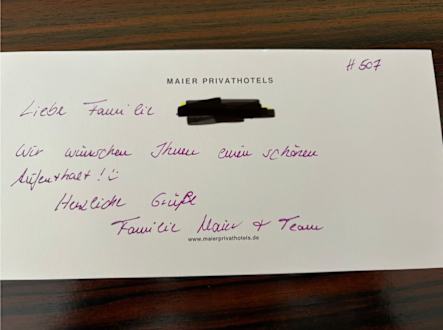 # 507
MAIER PRIVATHOTELS
Liebe Familie
Wir wünschen Ihnen einen schönen
Aufenthalt! ☺
Herzliche Grüße
Familie Maier & Team
www.maierprivathotels.de